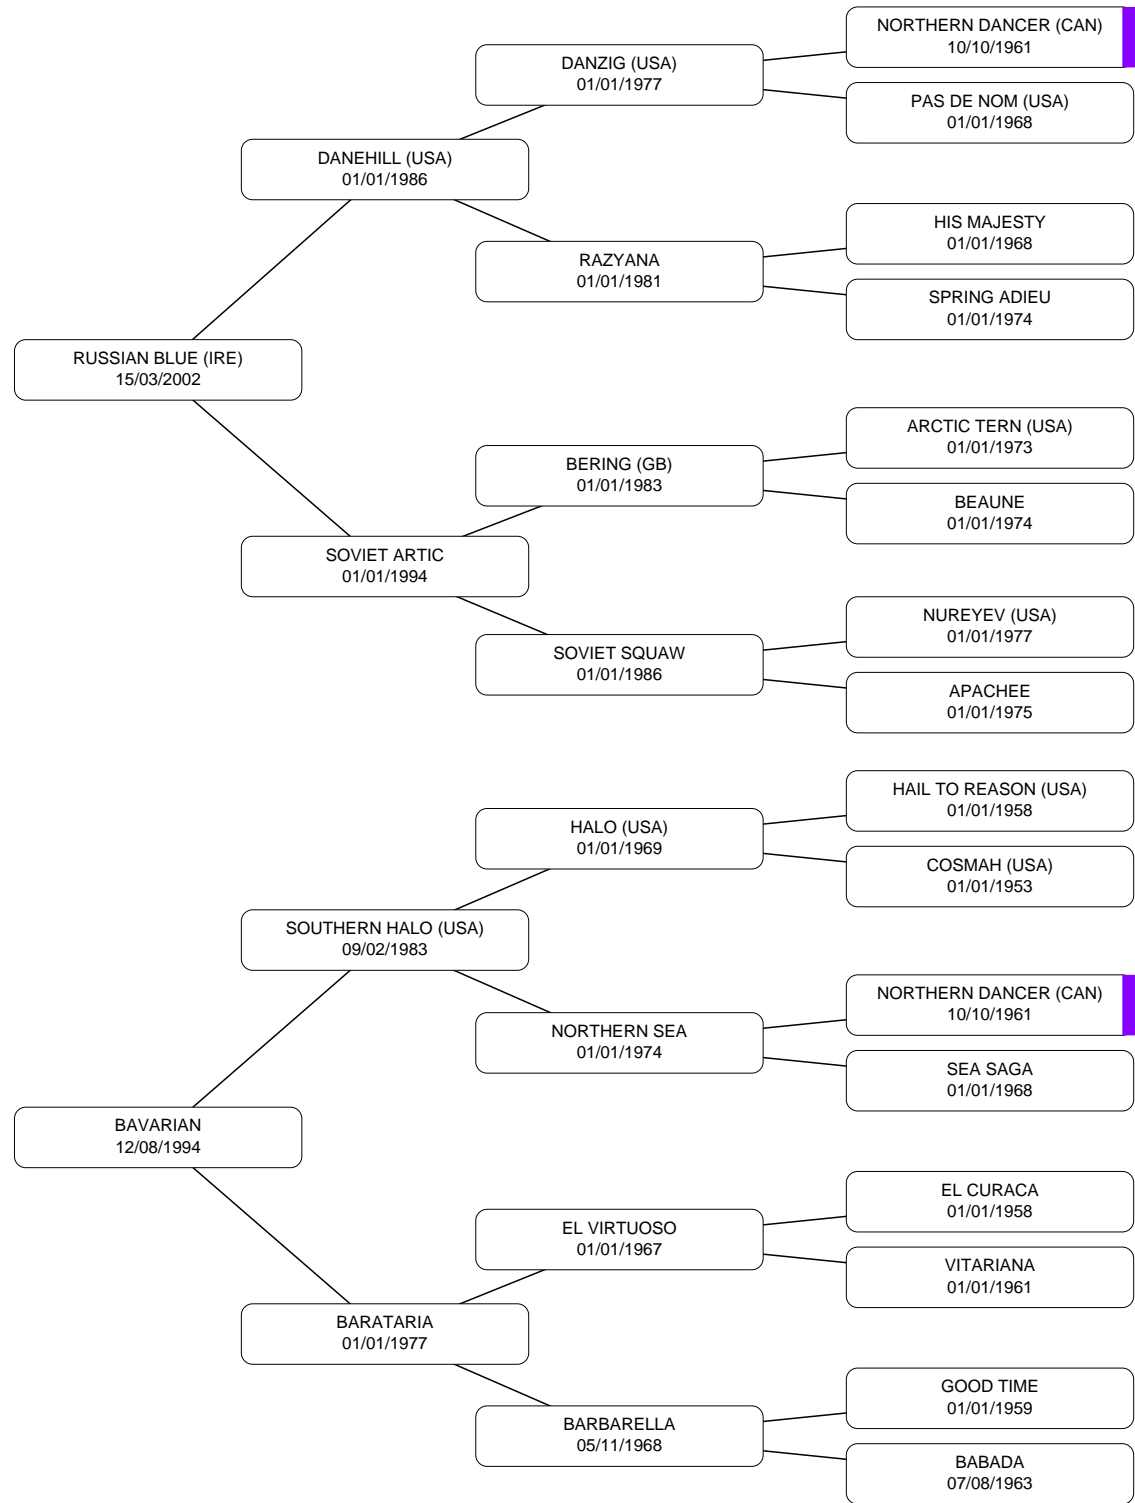 NORTHERN DANCER (CAN)
10/10/1961
DANZIG (USA)
01/01/1977
PAS DE NOM (USA)
01/01/1968
DANEHILL (USA)
01/01/1986
HIS MAJESTY
01/01/1968
RAZYANA
01/01/1981
SPRING ADIEU
01/01/1974
RUSSIAN BLUE (IRE)
15/03/2002
ARCTIC TERN (USA)
01/01/1973
BERING (GB)
01/01/1983
BEAUNE
01/01/1974
SOVIET ARTIC
01/01/1994
NUREYEV (USA)
01/01/1977
SOVIET SQUAW
01/01/1986
APACHEE
01/01/1975
HAIL TO REASON (USA)
01/01/1958
HALO (USA)
01/01/1969
COSMAH (USA)
01/01/1953
SOUTHERN HALO (USA)
09/02/1983
NORTHERN DANCER (CAN)
10/10/1961
NORTHERN SEA
01/01/1974
SEA SAGA
01/01/1968
BAVARIAN
12/08/1994
EL CURACA
01/01/1958
EL VIRTUOSO
01/01/1967
VITARIANA
01/01/1961
BARATARIA
01/01/1977
GOOD TIME
01/01/1959
BARBARELLA
05/11/1968
BABADA
07/08/1963